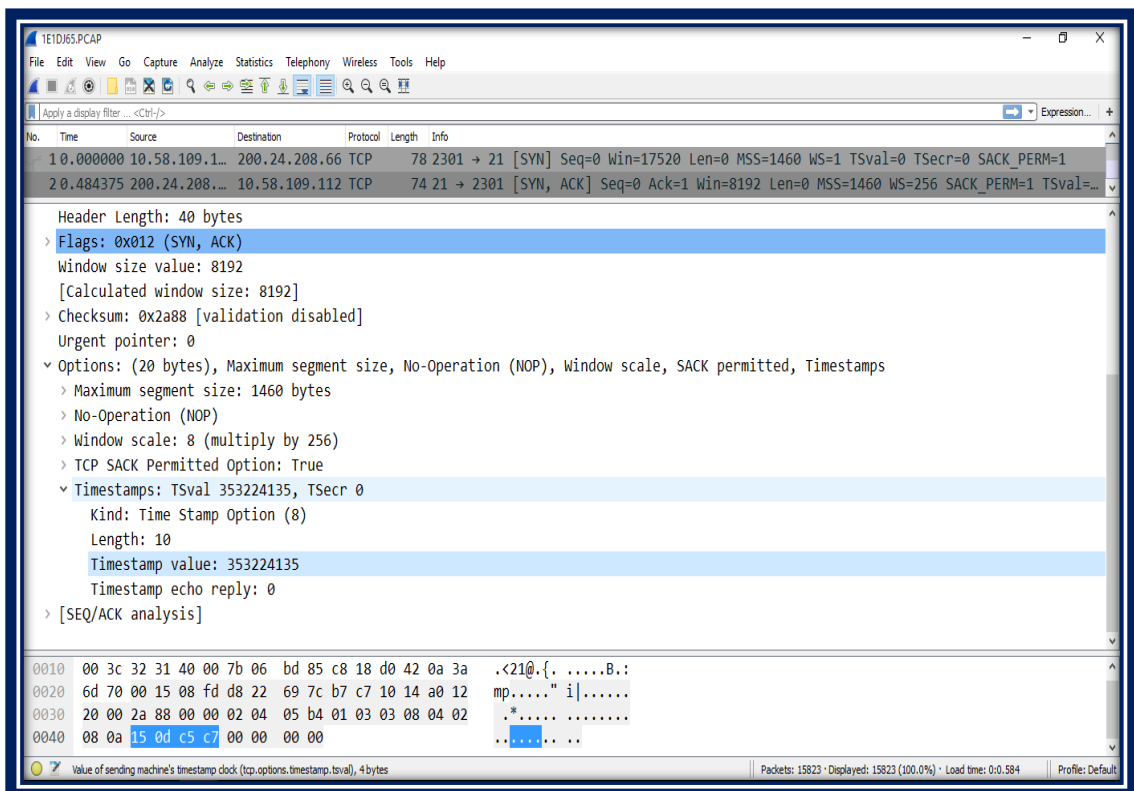 1E1DJ65.PCAP
File Edit View Go Capture Analyze Statistics Telephony Wireless Tools Help
Apply a display filter ... <Ctrl-/>
Expression... +
No. Time Source Destination Protocol Length Info
1 0.000000 10.58.109.1… 200.24.208.66 TCP 78 2301 → 21 [SYN] Seq=0 Win=17520 Len=0 MSS=1460 WS=1 TSval=0 TSecr=0 SACK_PERM=1
2 0.484375 200.24.208.… 10.58.109.112 TCP 74 21 → 2301 [SYN, ACK] Seq=0 Ack=1 Win=8192 Len=0 MSS=1460 WS=256 SACK_PERM=1 TSval=…
Header Length: 40 bytes
Flags: 0x012 (SYN, ACK)
Window size value: 8192
[Calculated window size: 8192]
Checksum: 0x2a88 [validation disabled]
Urgent pointer: 0
Options: (20 bytes), Maximum segment size, No-Operation (NOP), Window scale, SACK permitted, Timestamps
Maximum segment size: 1460 bytes
No-Operation (NOP)
Window scale: 8 (multiply by 256)
TCP SACK Permitted Option: True
Timestamps: TSval 353224135, TSecr 0
Kind: Time Stamp Option (8)
Length: 10
Timestamp value: 353224135
Timestamp echo reply: 0
[SEQ/ACK analysis]
0010 00 3c 32 31 40 00 7b 06 bd 85 c8 18 d0 42 0a 3a .<21@.{. .....B.:
0020 6d 70 00 15 08 fd d8 22 69 7c b7 c7 10 14 a0 12 mp....." i|......
0030 20 00 2a 88 00 00 02 04 05 b4 01 03 03 08 04 02 .*..... ........
0040 08 0a 15 0d c5 c7 00 00 00 00 ........ ..
Value of sending machine's timestamp clock (tcp.options.timestamp.tsval), 4 bytes
Packets: 15823 · Displayed: 15823 (100.0%) · Load time: 0:0.584
Profile: Default